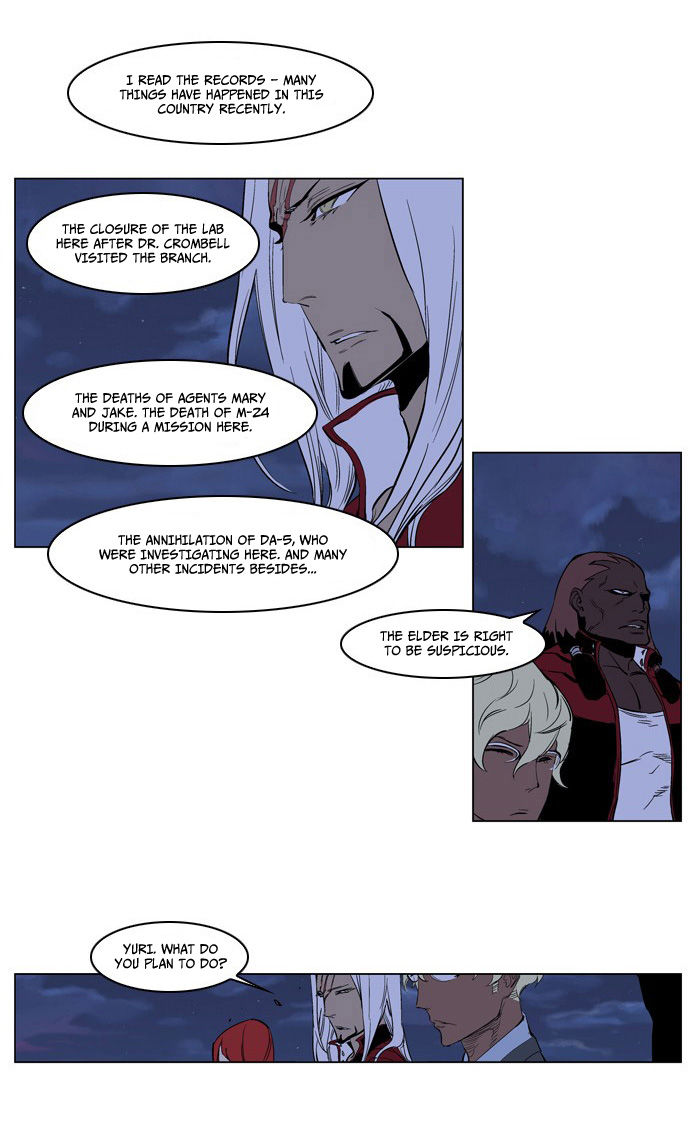 I READ THE RECORDS – MANY
THINGS HAVE HAPPENED IN THIS
COUNTRY RECENTLY.
THE CLOSURE OF THE LAB
HERE AFTER DR. CROMBELL
VISITED THE BRANCH.
THE DEATHS OF AGENTS MARY
AND JAKE. THE DEATH OF M-24
DURING A MISSION HERE.
THE ANNIHILATION OF DA-5, WHO
WERE INVESTIGATING HERE. AND MANY
OTHER INCIDENTS BESIDES...
THE ELDER IS RIGHT
TO BE SUSPICIOUS.
YURI. WHAT DO
YOU PLAN TO DO?